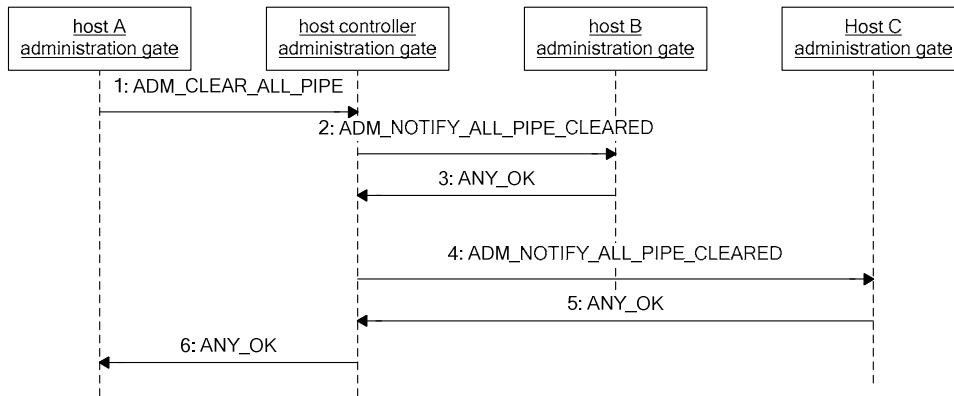 host A
administration gate
host controller
administration gate
host B
administration gate
Host C
administration gate
1: ADM_CLEAR_ALL_PIPE
2: ADM_NOTIFY_ALL_PIPE_CLEARED
3: ANY_OK
4: ADM_NOTIFY_ALL_PIPE_CLEARED
5: ANY_OK
6: ANY_OK